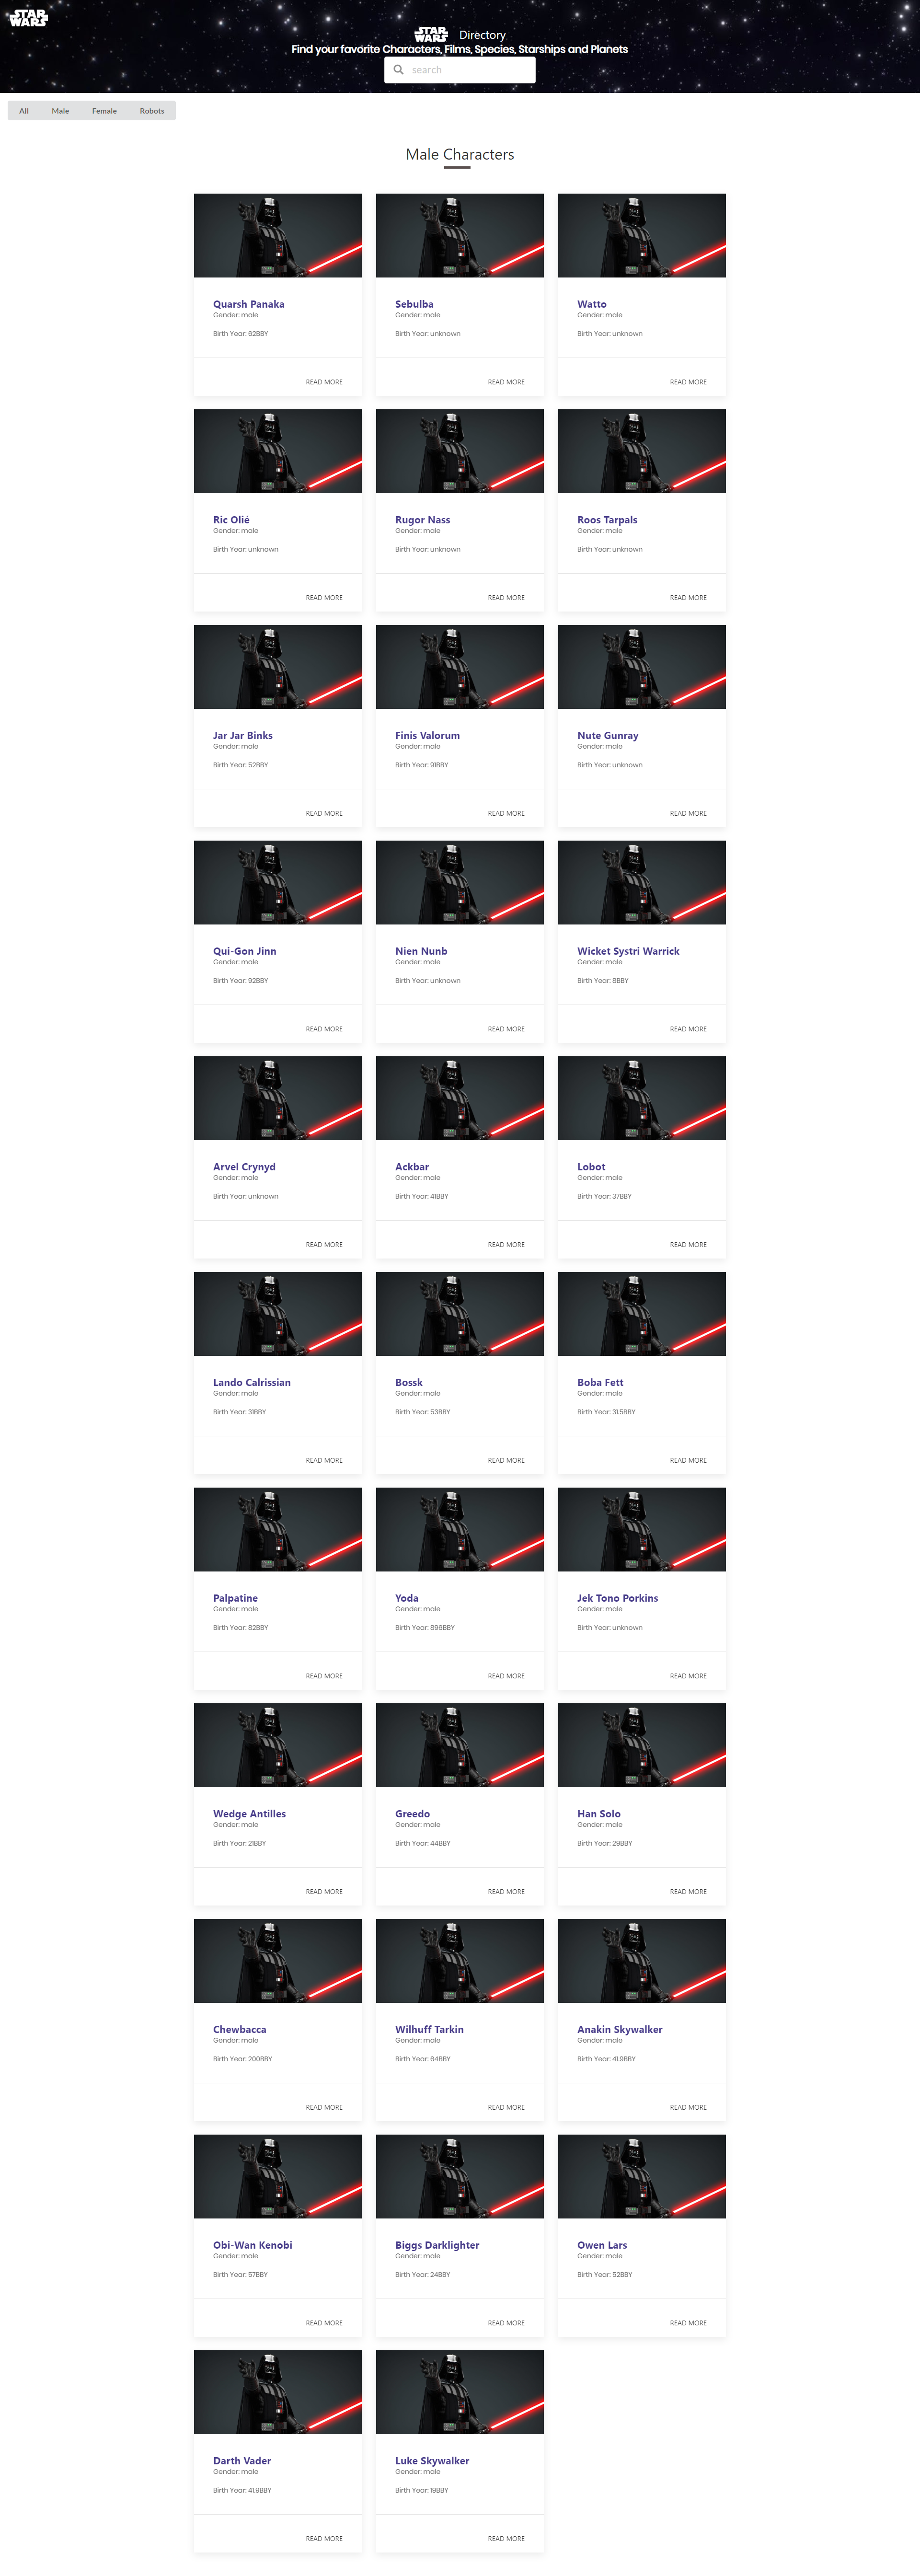 STAR WARS
STAR WARS Directory
Find your favorite Characters, Films, Species, Starships and Planets
search
All Male Female Robots
Male Characters
Quarsh Panaka
Gender: male
Birth Year: 62BBY
READ MORE
Sebulba
Gender: male
Birth Year: unknown
READ MORE
Watto
Gender: male
Birth Year: unknown
READ MORE
Ric Olié
Gender: male
Birth Year: unknown
READ MORE
Rugor Nass
Gender: male
Birth Year: unknown
READ MORE
Roos Tarpals
Gender: male
Birth Year: unknown
READ MORE
Jar Jar Binks
Gender: male
Birth Year: 52BBY
READ MORE
Finis Valorum
Gender: male
Birth Year: 91BBY
READ MORE
Nute Gunray
Gender: male
Birth Year: unknown
READ MORE
Qui-Gon Jinn
Gender: male
Birth Year: 92BBY
READ MORE
Nien Nunb
Gender: male
Birth Year: unknown
READ MORE
Wicket Systri Warrick
Gender: male
Birth Year: 8BBY
READ MORE
Arvel Crynyd
Gender: male
Birth Year: unknown
READ MORE
Ackbar
Gender: male
Birth Year: 41BBY
READ MORE
Lobot
Gender: male
Birth Year: 37BBY
READ MORE
Lando Calrissian
Gender: male
Birth Year: 31BBY
READ MORE
Bossk
Gender: male
Birth Year: 53BBY
READ MORE
Boba Fett
Gender: male
Birth Year: 31.5BBY
READ MORE
Palpatine
Gender: male
Birth Year: 82BBY
READ MORE
Yoda
Gender: male
Birth Year: 896BBY
READ MORE
Jek Tono Porkins
Gender: male
Birth Year: unknown
READ MORE
Wedge Antilles
Gender: male
Birth Year: 21BBY
READ MORE
Greedo
Gender: male
Birth Year: 44BBY
READ MORE
Han Solo
Gender: male
Birth Year: 29BBY
READ MORE
Chewbacca
Gender: male
Birth Year: 200BBY
READ MORE
Wilhuff Tarkin
Gender: male
Birth Year: 64BBY
READ MORE
Anakin Skywalker
Gender: male
Birth Year: 41.9BBY
READ MORE
Obi-Wan Kenobi
Gender: male
Birth Year: 57BBY
READ MORE
Biggs Darklighter
Gender: male
Birth Year: 24BBY
READ MORE
Owen Lars
Gender: male
Birth Year: 52BBY
READ MORE
Darth Vader
Gender: male
Birth Year: 41.9BBY
READ MORE
Luke Skywalker
Gender: male
Birth Year: 19BBY
READ MORE